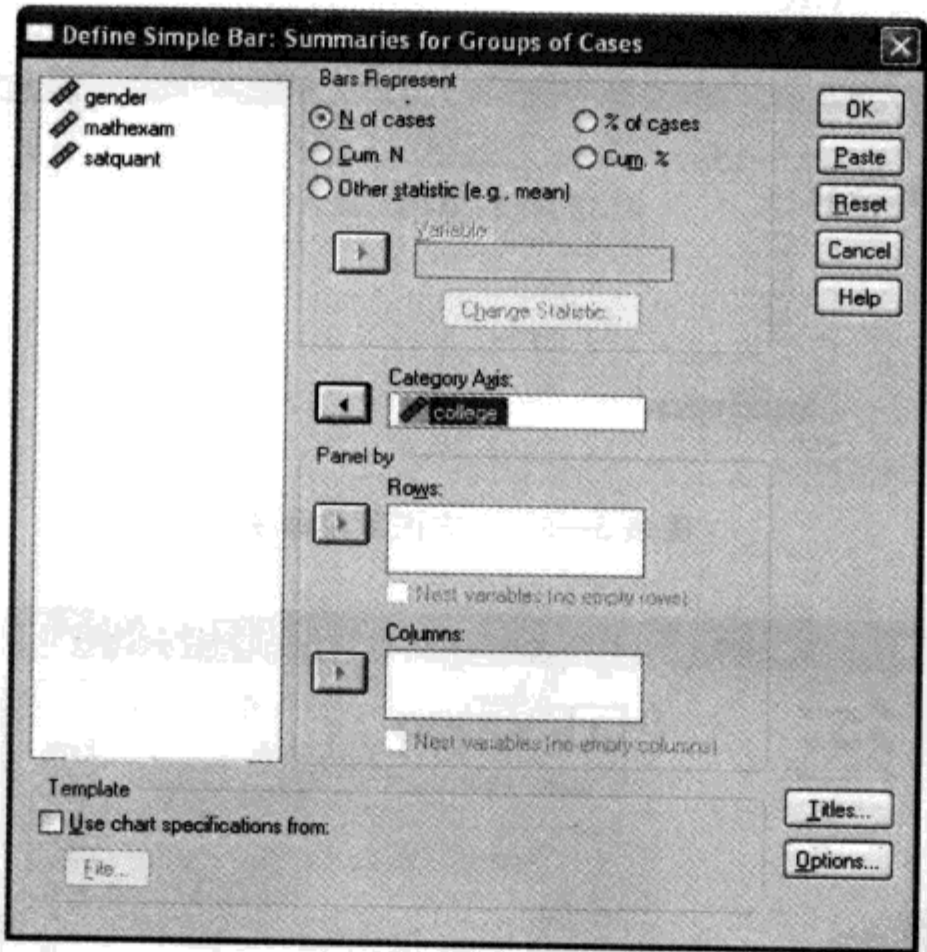 Define Simple Bar: Summaries for Groups of Cases
gender
mathexam
satquant
Bars Represent
N of cases
% of cases
Cum. N
Cum. %
Other statistic (e.g., mean)
Variable:
Change Statistic...
Category Axis:
college
Panel by
Rows:
Nest variables (no empty rows)
Columns:
Nest variables (no empty columns)
Template
Use chart specifications from:
File...
OK
Paste
Reset
Cancel
Help
Titles...
Options...